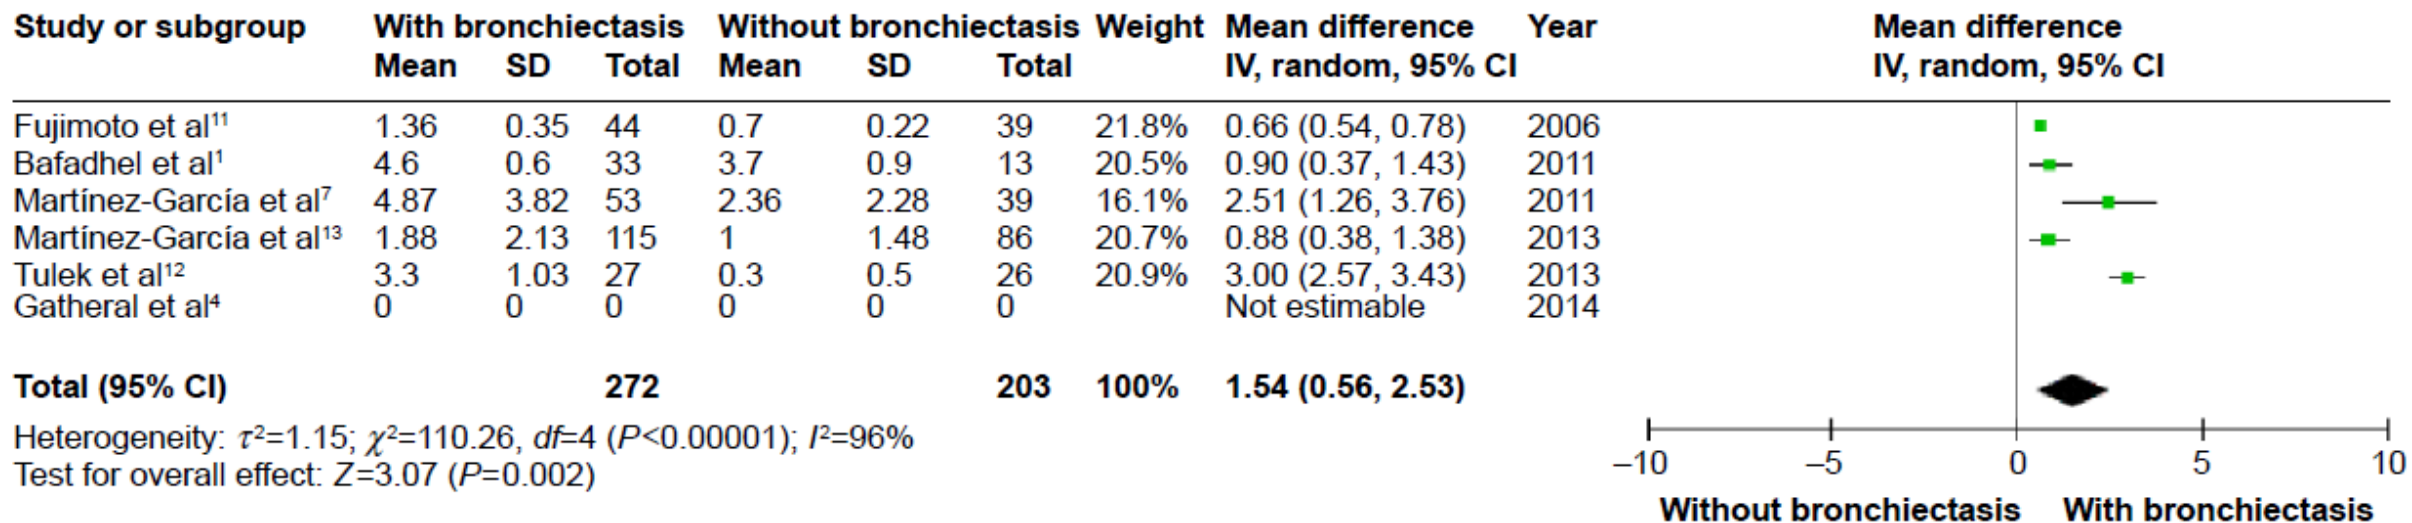 Study or subgroup With bronchiectasis Without bronchiectasis Weight Mean difference Year Mean difference
Mean SD Total Mean SD Total IV, random, 95% CI IV, random, 95% CI
Fujimoto et al¹¹ 1.36 0.35 44 0.7 0.22 39 21.8% 0.66 (0.54, 0.78) 2006
Bafadhel et al¹ 4.6 0.6 33 3.7 0.9 13 20.5% 0.90 (0.37, 1.43) 2011
Martínez-García et al⁷ 4.87 3.82 53 2.36 2.28 39 16.1% 2.51 (1.26, 3.76) 2011
Martínez-García et al¹³ 1.88 2.13 115 1 1.48 86 20.7% 0.88 (0.38, 1.38) 2013
Tulek et al¹² 3.3 1.03 27 0.3 0.5 26 20.9% 3.00 (2.57, 3.43) 2013
Gatheral et al⁴ 0 0 0 0 0 0 Not estimable 2014
Total (95% CI) 272 203 100% 1.54 (0.56, 2.53)
Heterogeneity: τ²=1.15; χ²=110.26, df=4 (P<0.00001); I²=96%
Test for overall effect: Z=3.07 (P=0.002)
–10 –5 0 5 10
Without bronchiectasis With bronchiectasis